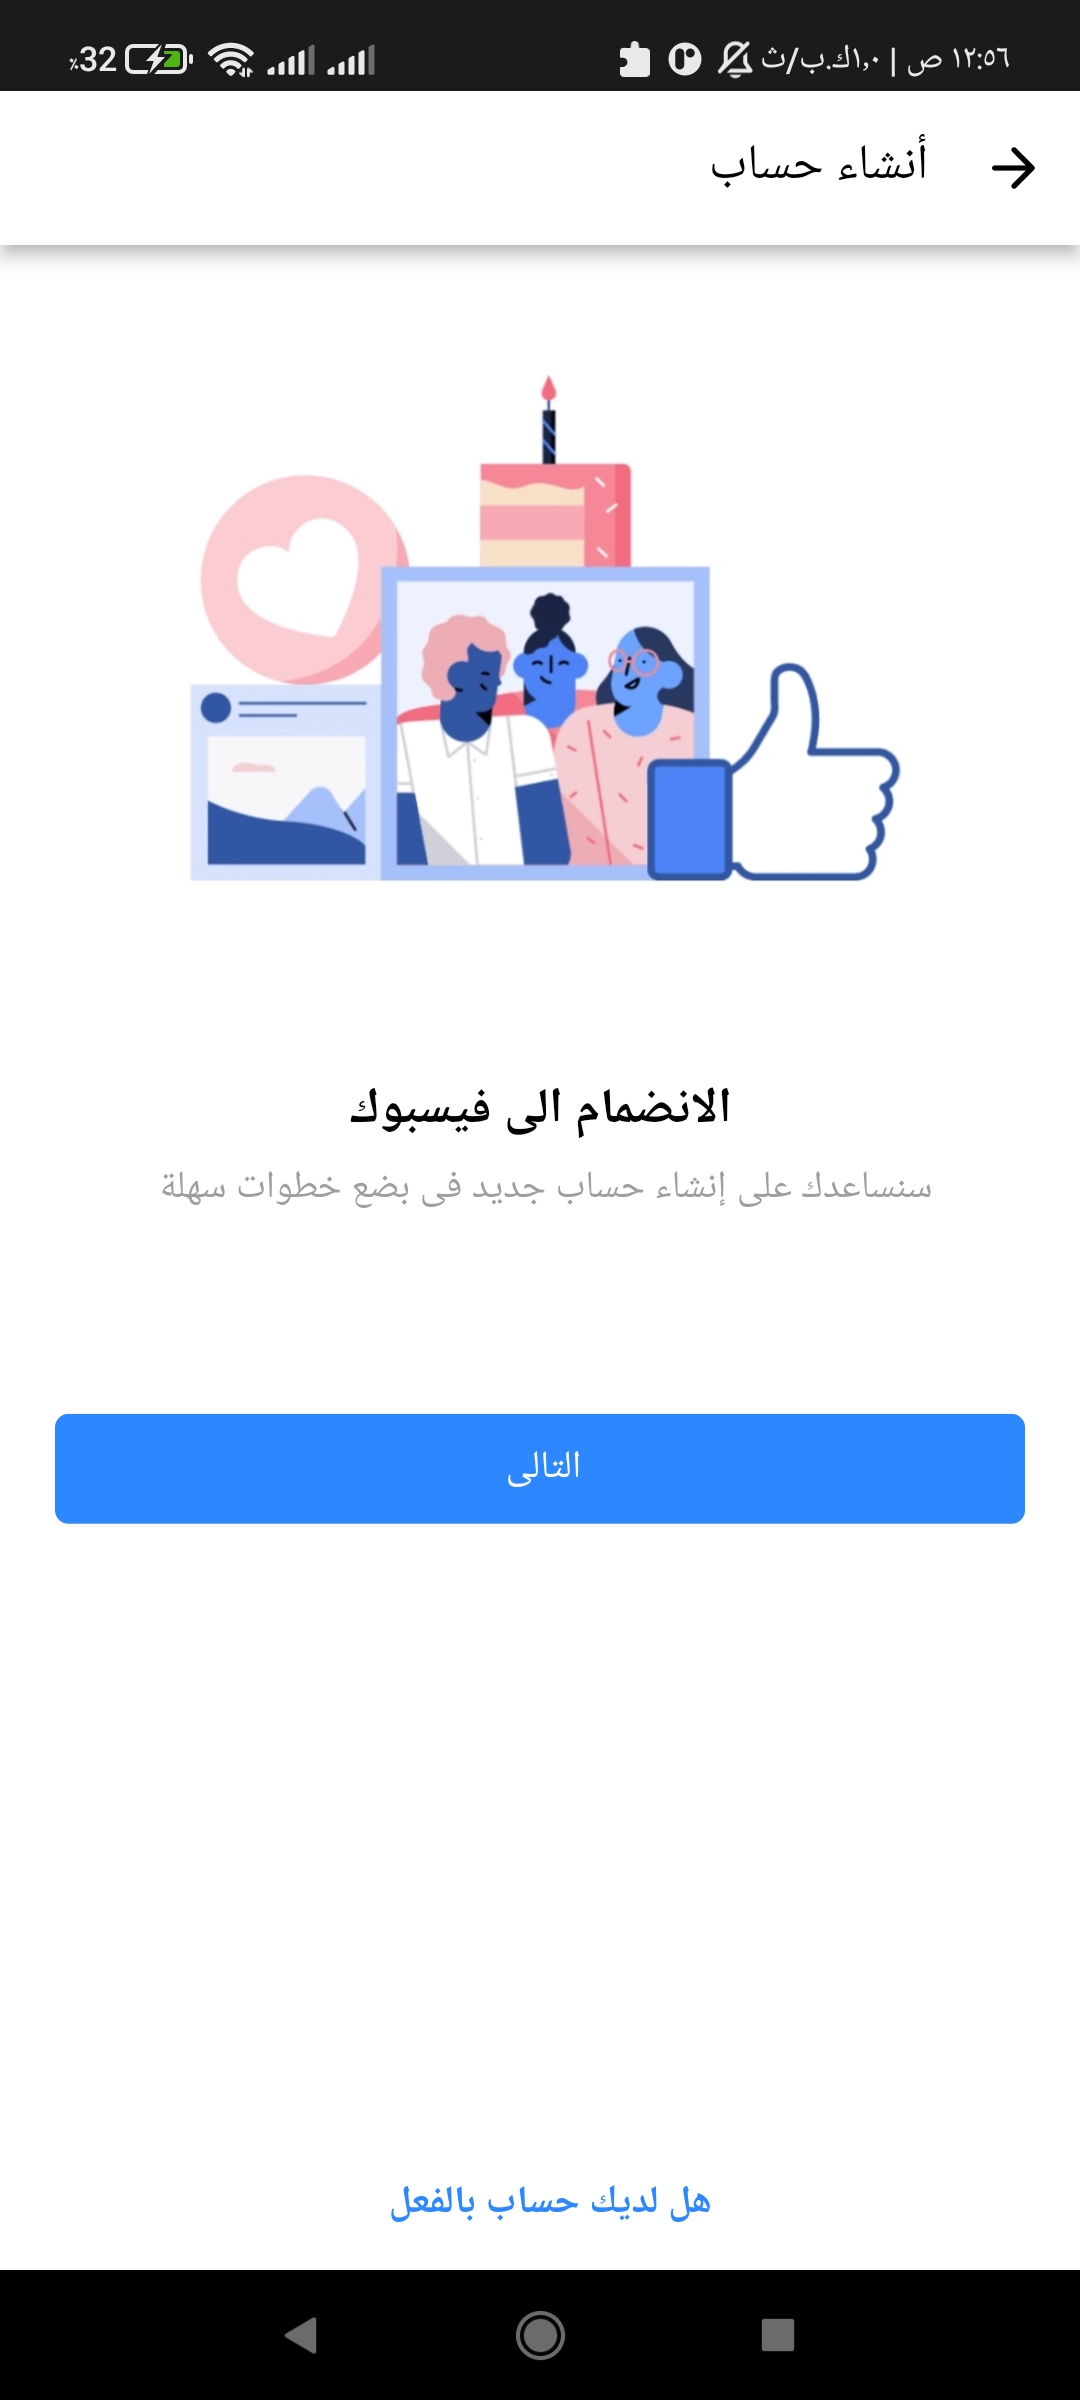 ١٢:٥٦ ص | ١,٠ك.ب/ث
٪32
أنشاء حساب
الانضمام الى فيسبوك
سنساعدك على إنشاء حساب جديد فى بضع خطوات سهلة
التالى
هل لديك حساب بالفعل